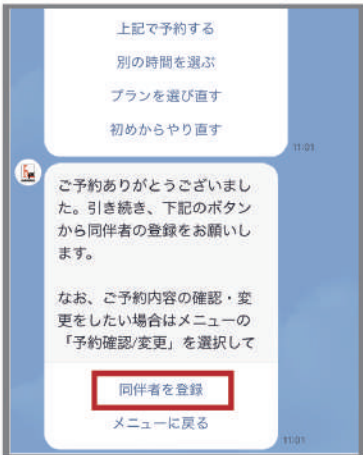 上記で予約する
別の時間を選ぶ
プランを選び直す
初めからやり直す
11:01
ご予約ありがとうございまし
た。引き続き、下記のボタン
から同伴者の登録をお願いし
ます。
なお、ご予約内容の確認・変
更をしたい場合はメニューの
「予約確認/変更」を選択して
同伴者を登録
メニューに戻る
11:01